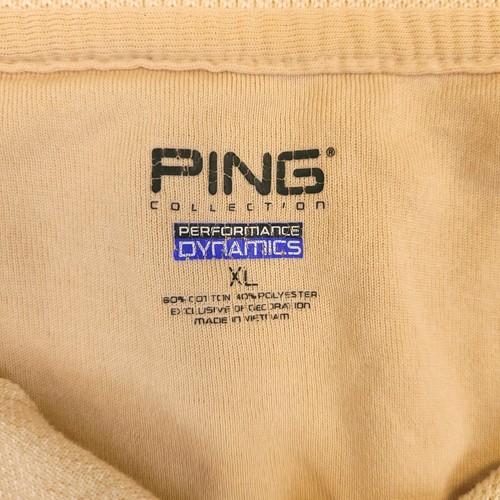 PING®
COLLECTION
PERFORMANCE
DYNAMICS
XL
60% COTTON 40% POLYESTER
EXCLUSIVE OF DECORATION
MADE IN VIETNAM